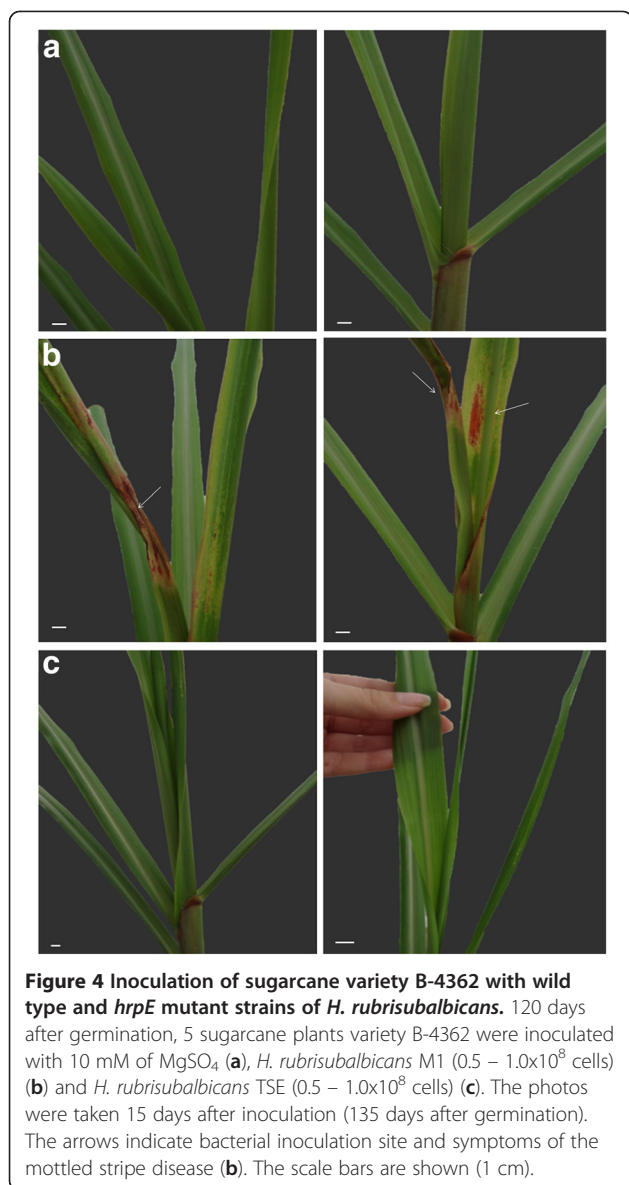 a
b
c
Figure 4 Inoculation of sugarcane variety B-4362 with wild
type and hrpE mutant strains of H. rubrisubalbicans. 120 days
after germination, 5 sugarcane plants variety B-4362 were inoculated
with 10 mM of MgSO₄ (a), H. rubrisubalbicans M1 (0.5 – 1.0x10⁸ cells)
(b) and H. rubrisubalbicans TSE (0.5 – 1.0x10⁸ cells) (c). The photos
were taken 15 days after inoculation (135 days after germination).
The arrows indicate bacterial inoculation site and symptoms of the
mottled stripe disease (b). The scale bars are shown (1 cm).